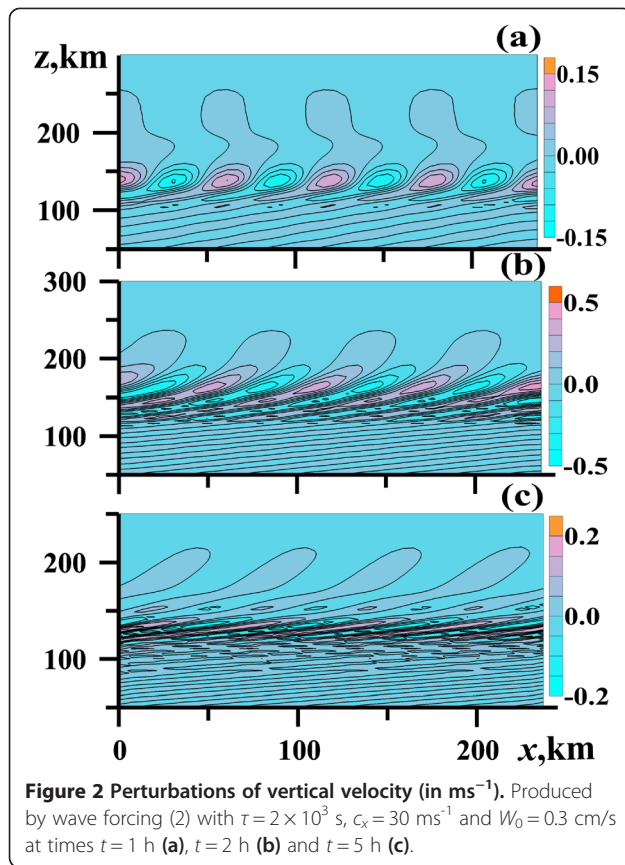 (a)
z,km
200
100
0.15
0.00
-0.15
(b)
300
200
100
0.5
0.0
-0.5
(c)
200
100
0.2
0.0
-0.2
0
100
200
x,km
Figure 2 Perturbations of vertical velocity (in ms⁻¹). Produced
by wave forcing (2) with τ = 2 × 10³ s, cₓ = 30 ms⁻¹ and W₀ = 0.3 cm/s
at times t = 1 h (a), t = 2 h (b) and t = 5 h (c).